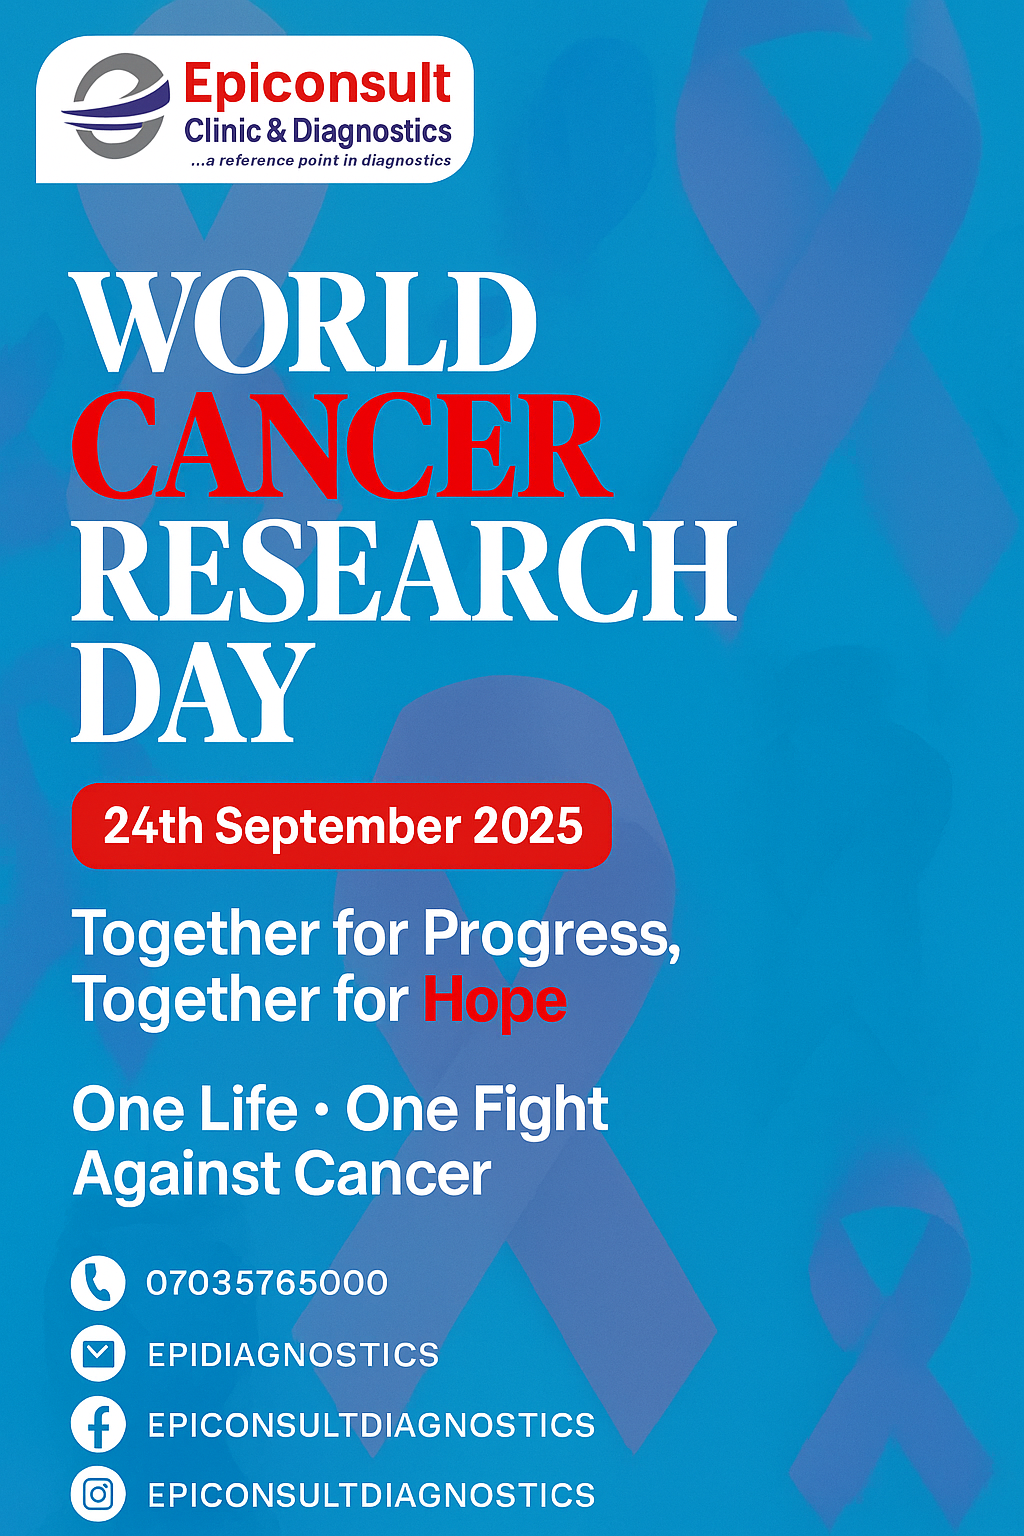 Epiconsult
Clinic & Diagnostics
...a reference point in diagnostics
WORLD
CANCER
RESEARCH
DAY
24th September 2025
Together for Progress,
Together for Hope
One Life • One Fight
Against Cancer
07035765000
EPIDIAGNOSTICS
EPICONSULTDIAGNOSTICS
EPICONSULTDIAGNOSTICS